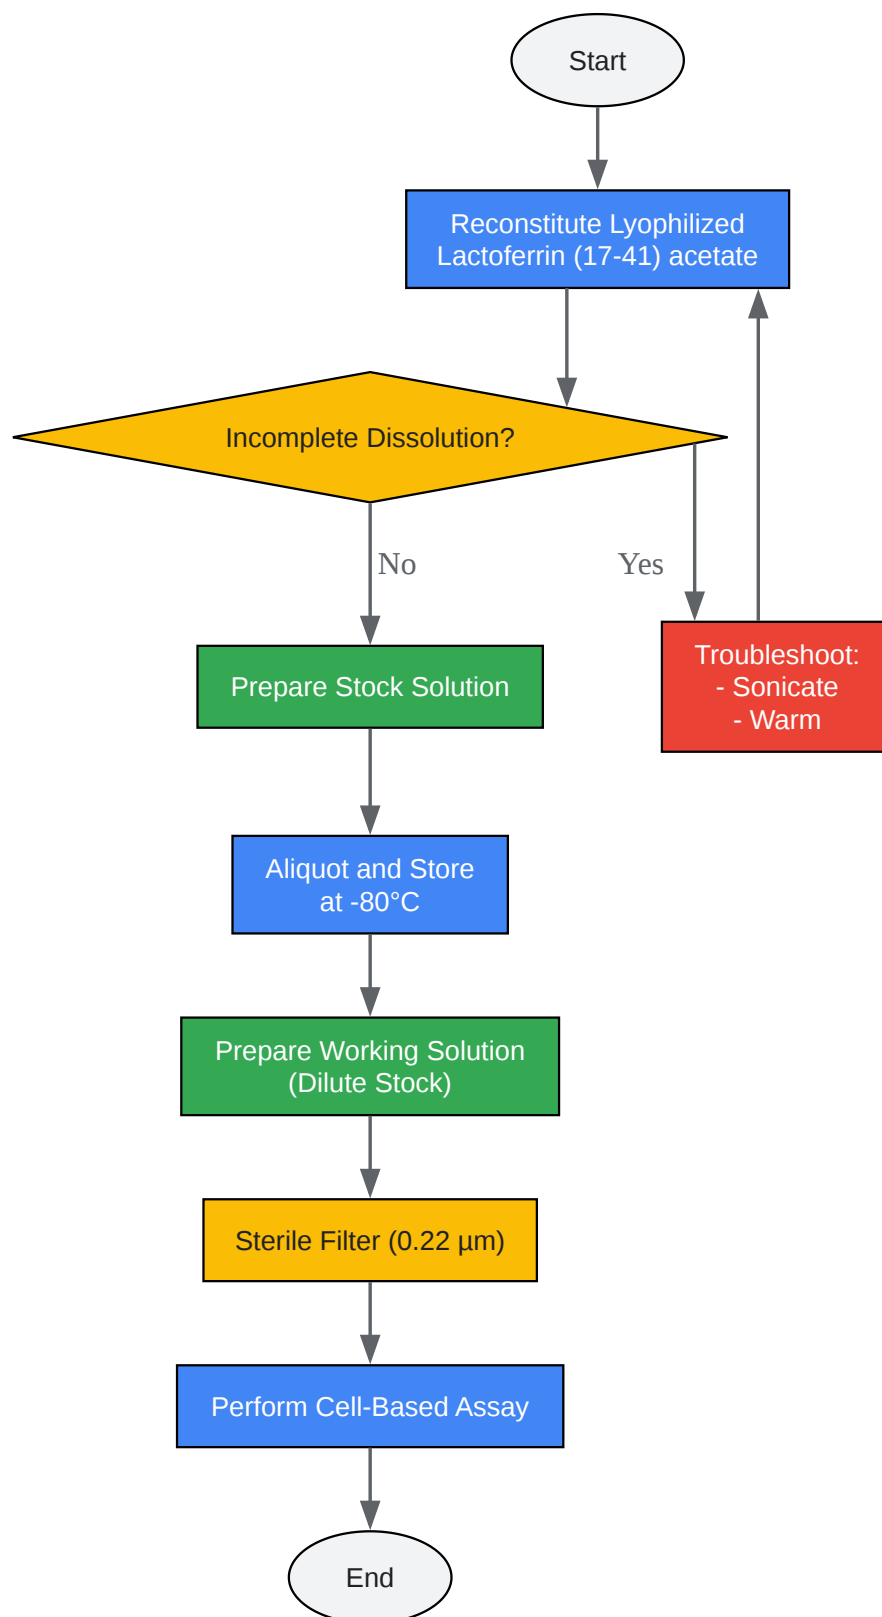 Start
Reconstitute Lyophilized
Lactoferrin (17-41) acetate
Incomplete Dissolution?
No
Yes
Troubleshoot:
- Sonicate
- Warm
Prepare Stock Solution
Aliquot and Store
at -80°C
Prepare Working Solution
(Dilute Stock)
Sterile Filter (0.22 µm)
Perform Cell-Based Assay
End